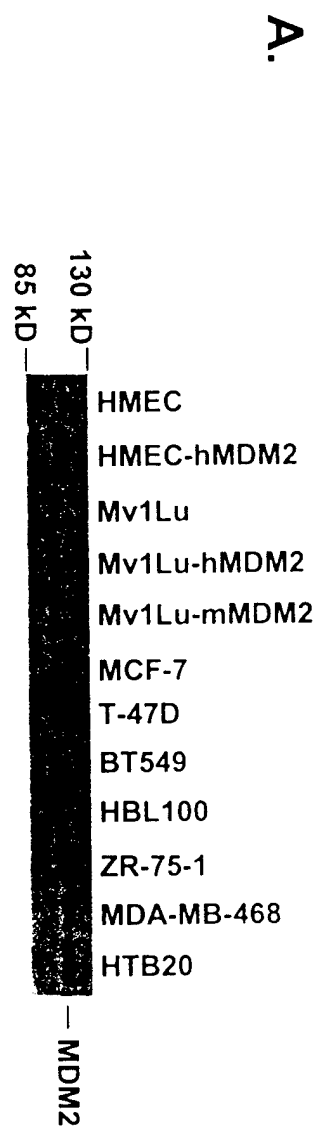 A.
130 kD
85 kD
HMEC
HMEC-hMDM2
Mv1Lu
Mv1Lu-hMDM2
Mv1Lu-mMDM2
MCF-7
T-47D
BT549
HBL100
ZR-75-1
MDA-MB-468
HTB20
MDM2